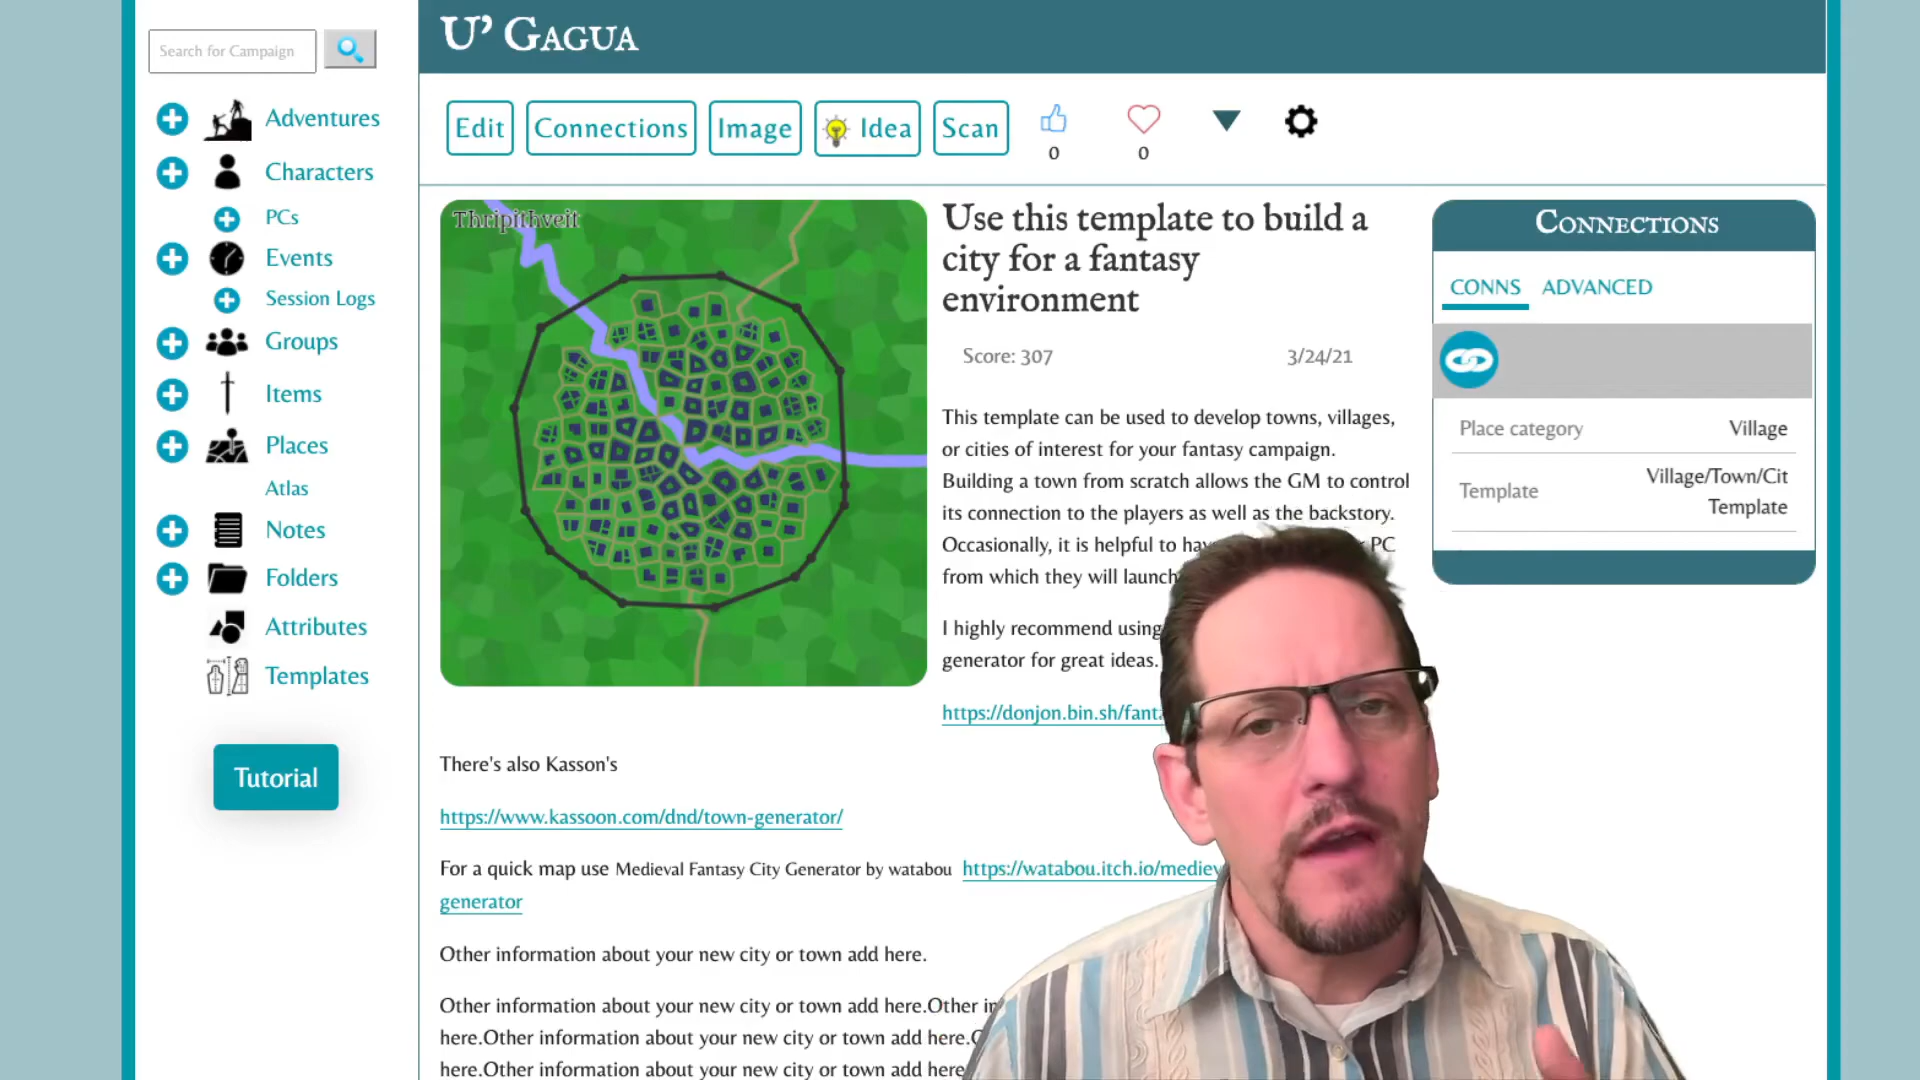 U' Gagua
Search for Campaign
Adventures
Characters
PCs
Events
Session Logs
Groups
Items
Places
Atlas
Notes
Folders
Attributes
Templates
Tutorial
Edit
Connections
Image
Idea
Scan
0
0
Thripithveit
Use this template to build a
city for a fantasy
environment
Score: 307 3/24/21
This template can be used to develop towns, villages,
or cities of interest for your fantasy campaign.
Building a town from scratch allows the GM to control
its connection to the players as well as the backstory.
Occasionally, it is helpful to PC
from which they will launch
I highly recommend using
generator for great ideas.
https://donjon.bin.sh/fant
There's also Kasson's
https://www.kassoon.com/dnd/town-generator/
For a quick map use Medieval Fantasy City Generator by watabou https://watabou.itch.io/mediev
generator
Other information about your new city or town add here.
Other information about your new city or town add here.Other
here.Other information about your new city or town add here.
here.Other information about your new city or town add here
Connections
CONNS ADVANCED
Place category Village
Template Village/Town/Cit
Template